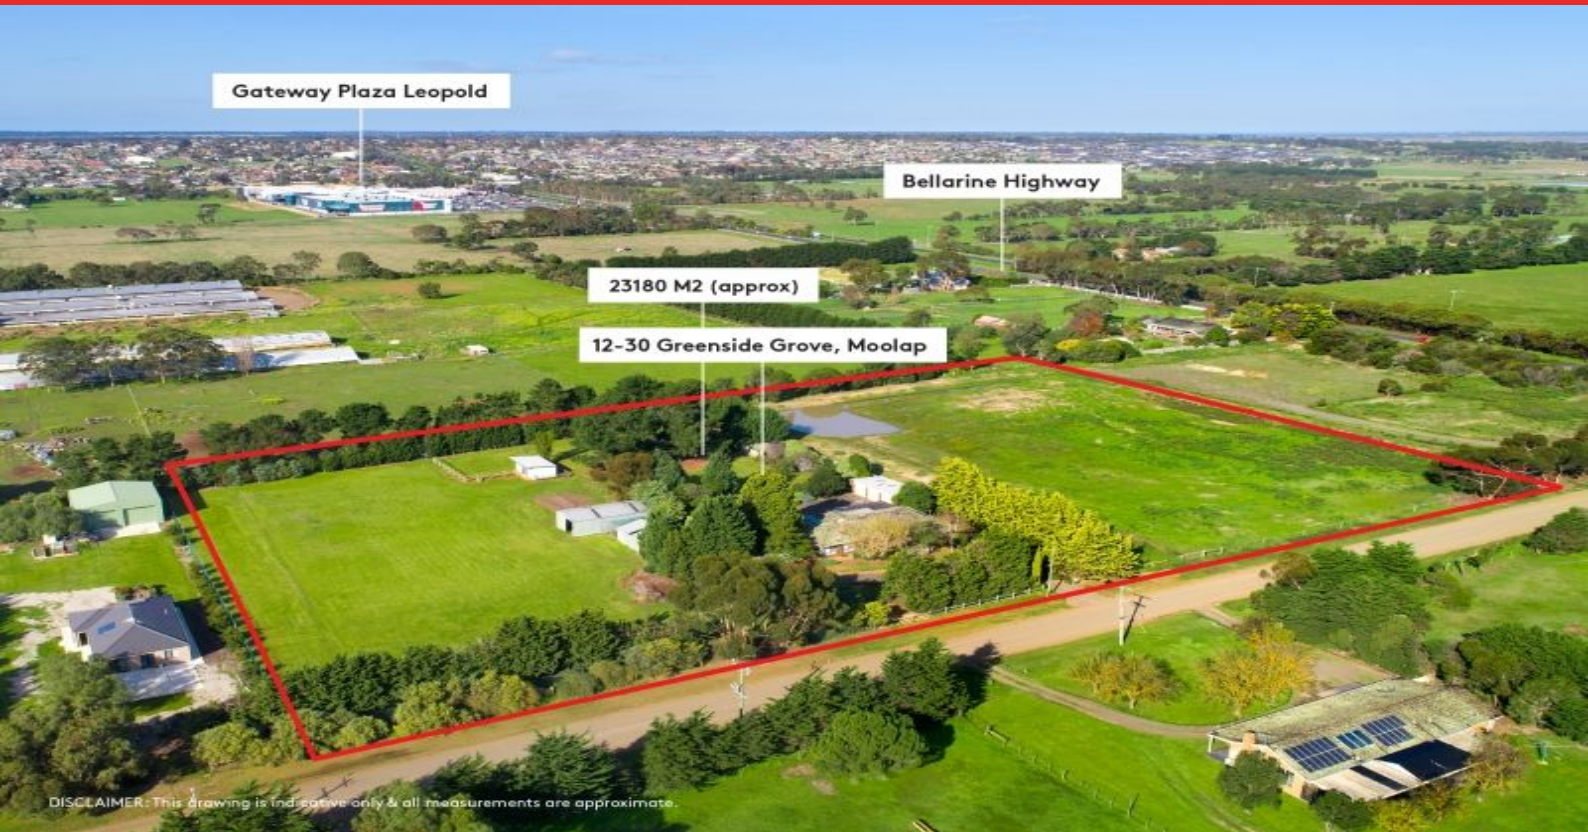 Gateway Plaza Leopold
Bellarine Highway
23180 M2 (approx)
12-30 Greenside Grove, Moolap
DISCLAIMER: This drawing is indicative only & all measurements are approximate.